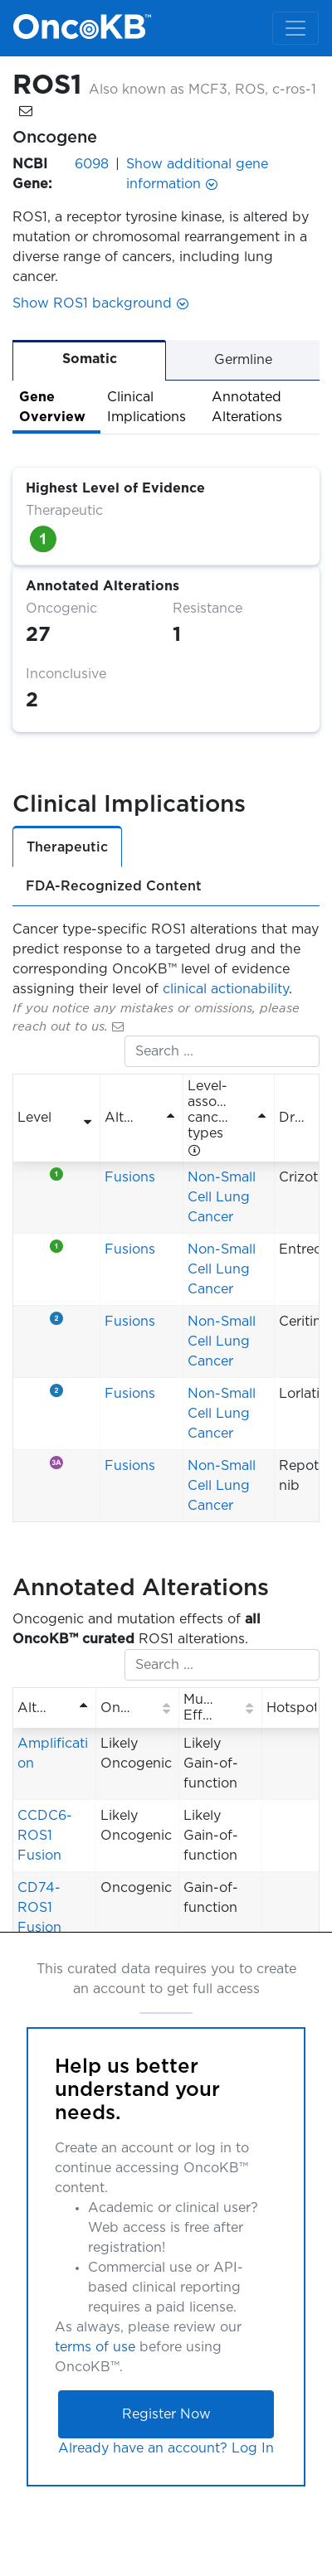 OncoKB™
ROS1 Also known as MCF3, ROS, c-ros-1
Oncogene
NCBI 6098 | Show additional gene
Gene: information
ROS1, a receptor tyrosine kinase, is altered by
mutation or chromosomal rearrangement in a
diverse range of cancers, including lung
cancer.
Show ROS1 background
Somatic Germline
Gene Clinical Annotated
Overview Implications Alterations
Highest Level of Evidence
Therapeutic
1
Annotated Alterations
Oncogenic Resistance
27 1
Inconclusive
2
Clinical Implications
Therapeutic
FDA-Recognized Content
Cancer type-specific ROS1 alterations that may
predict response to a targeted drug and the
corresponding OncoKB™ level of evidence
assigning their level of clinical actionability.
If you notice any mistakes or omissions, please
reach out to us.
Search ...
Level-
asso...
Level Alt... canc... Dr...
types
1 Fusions Non-Small Crizot
Cell Lung
Cancer
1 Fusions Non-Small Entrec
Cell Lung
Cancer
2 Fusions Non-Small Ceritin
Cell Lung
Cancer
2 Fusions Non-Small Lorlati
Cell Lung
Cancer
3A Fusions Non-Small Repot
Cell Lung nib
Cancer
Annotated Alterations
Oncogenic and mutation effects of all
OncoKB™ curated ROS1 alterations.
Search ...
Alt... On... Mu... Hotspot
Eff...
Amplificati Likely Likely
on Oncogenic Gain-of-
function
CCDC6- Likely Likely
ROS1 Oncogenic Gain-of-
Fusion function
CD74- Oncogenic Gain-of-
ROS1 function
Fusion
This curated data requires you to create
an account to get full access
Help us better
understand your
needs.
Create an account or log in to
continue accessing OncoKB™
content.
• Academic or clinical user?
Web access is free after
registration!
• Commercial use or API-
based clinical reporting
requires a paid license.
As always, please review our
terms of use before using
OncoKB™.
Register Now
Already have an account? Log In